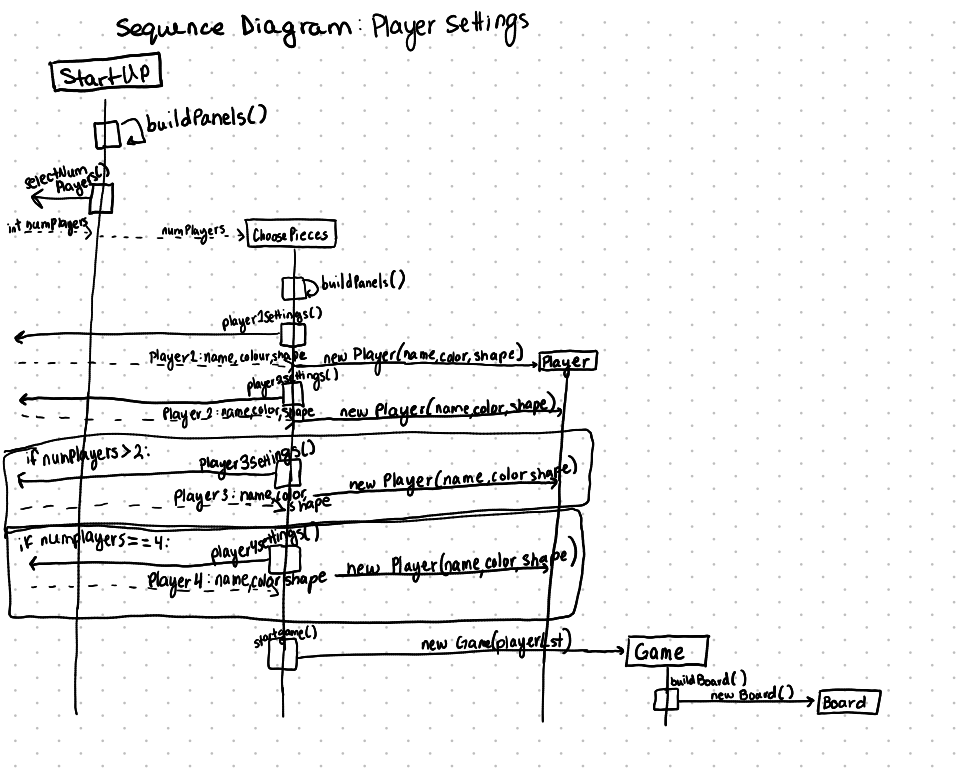 Sequence Diagram: Player Settings
StartUp
buildPanels()
selectNum
Players()
int numPlayers
numPlayers
ChoosePieces
buildPanels()
player1Settings()
Player1: name, colour, shape
new Player(name, color, shape)
Player
player2settings()
Player 2: name, color, shape
new Player(name, color, shape)
if numPlayers > 2:
Player3settings()
Player3: name, color,
shape
new Player(name, color shape)
if numplayers == 4:
player4settings()
Player 4: name, color, shape
new Player(name, color, shape)
startgame()
new Game(playerlist)
Game
buildBoard()
new Board()
Board